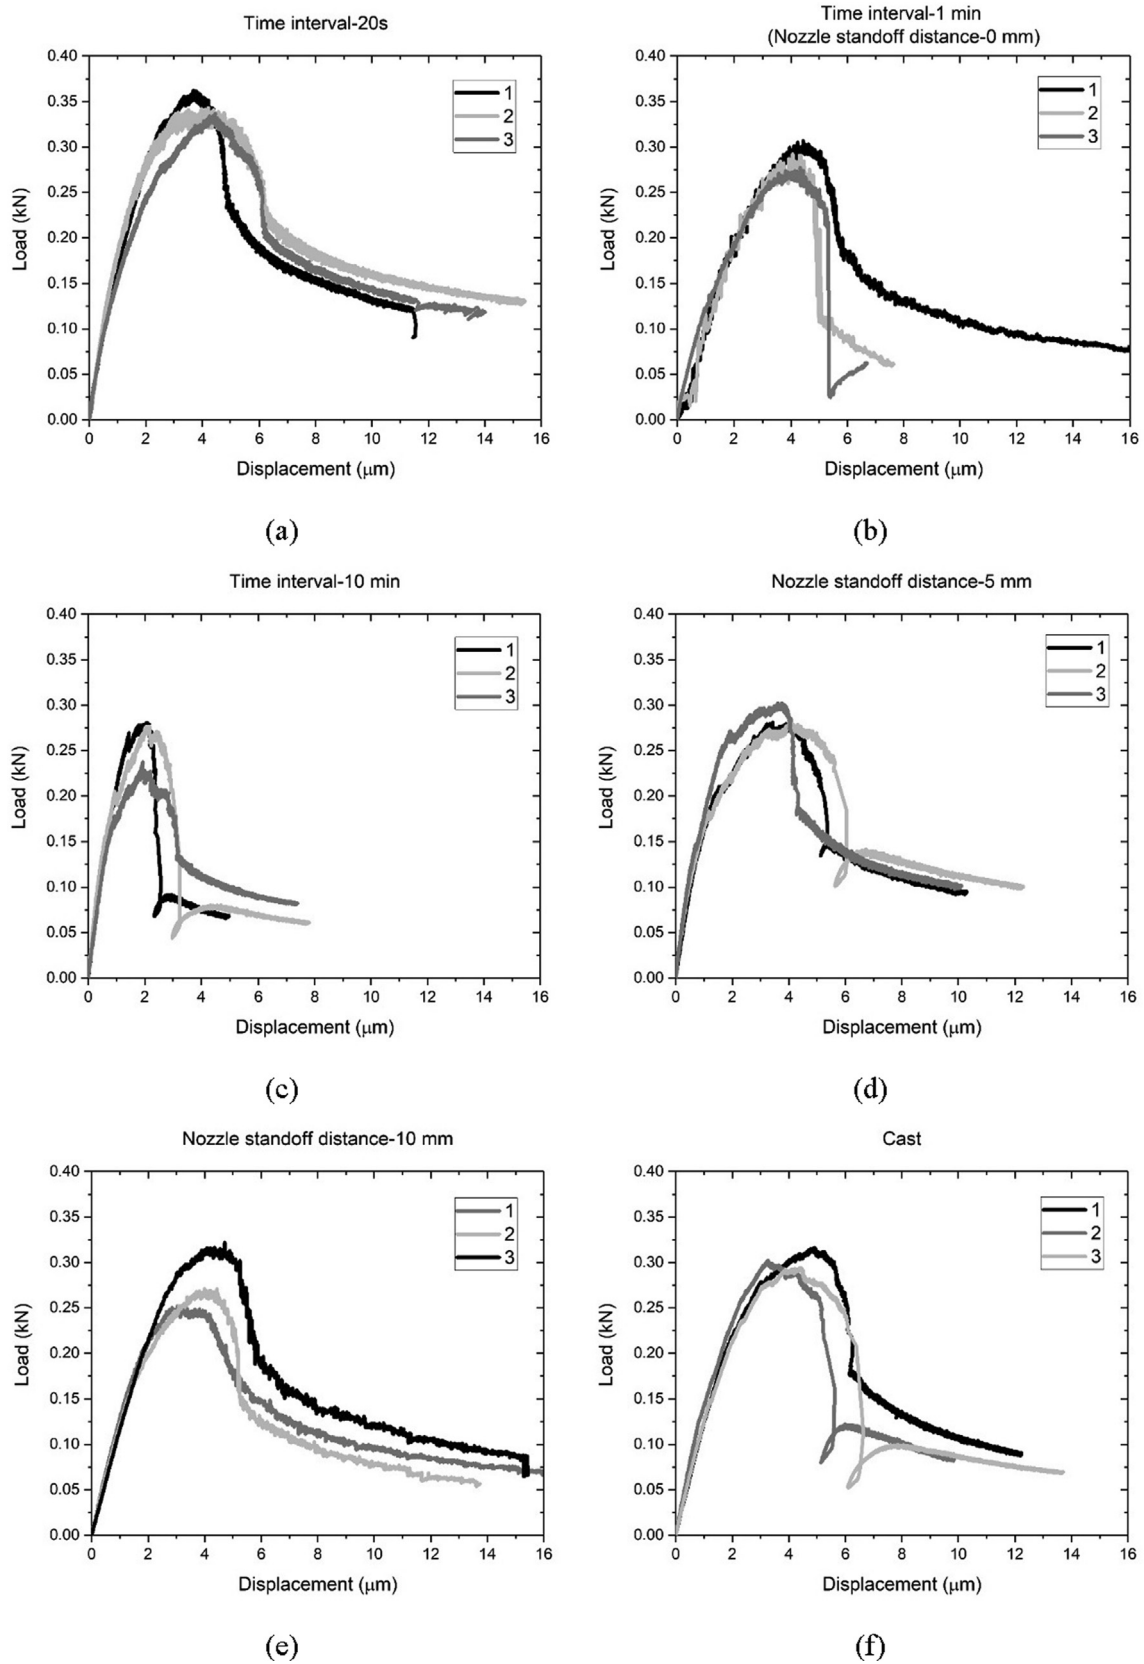 Time interval-20s
0.40
0.35
0.30
0.25
0.20
0.15
0.10
0.05
0.00
Load (kN)
1
2
3
0 2 4 6 8 10 12 14 16
Displacement (μm)
(a)
Time interval-1 min
(Nozzle standoff distance-0 mm)
0.40
0.35
0.30
0.25
0.20
0.15
0.10
0.05
0.00
Load (kN)
1
2
3
0 2 4 6 8 10 12 14 16
Displacement (μm)
(b)
Time interval-10 min
0.40
0.35
0.30
0.25
0.20
0.15
0.10
0.05
0.00
Load (kN)
1
2
3
0 2 4 6 8 10 12 14 16
Displacement (μm)
(c)
Nozzle standoff distance-5 mm
0.40
0.35
0.30
0.25
0.20
0.15
0.10
0.05
0.00
Load (kN)
1
2
3
0 2 4 6 8 10 12 14 16
Displacement (μm)
(d)
Nozzle standoff distance-10 mm
0.40
0.35
0.30
0.25
0.20
0.15
0.10
0.05
0.00
Load (kN)
1
2
3
0 2 4 6 8 10 12 14 16
Displacement (μm)
(e)
Cast
0.40
0.35
0.30
0.25
0.20
0.15
0.10
0.05
0.00
Load (kN)
1
2
3
0 2 4 6 8 10 12 14 16
Displacement (μm)
(f)